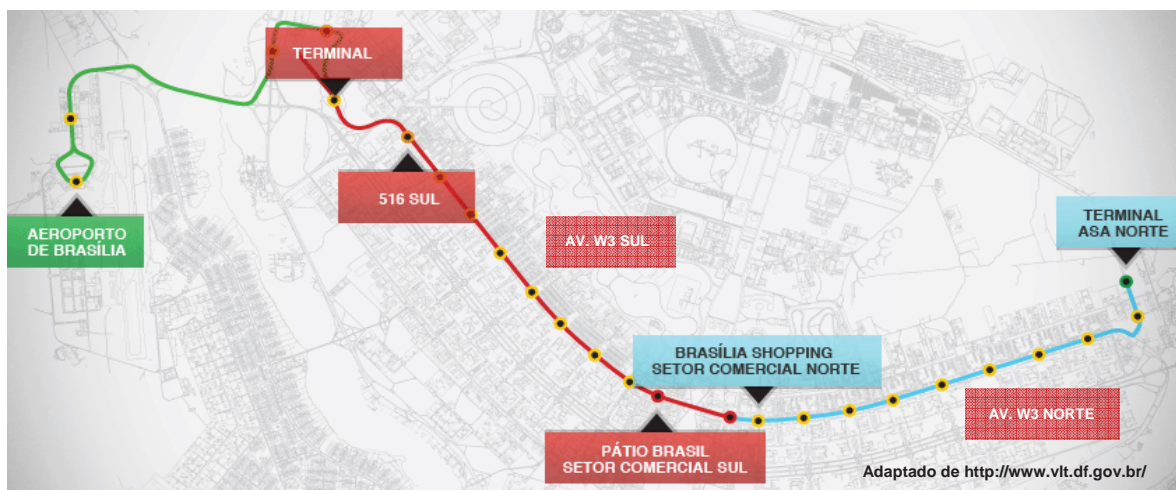 TERMINAL
516 SUL
AEROPORTO
DE BRASÍLIA
AV. W3 SUL
TERMINAL
ASA NORTE
BRASÍLIA SHOPPING
SETOR COMERCIAL NORTE
AV. W3 NORTE
PÁTIO BRASIL
SETOR COMERCIAL SUL
Adaptado de http://www.vlt.df.gov.br/